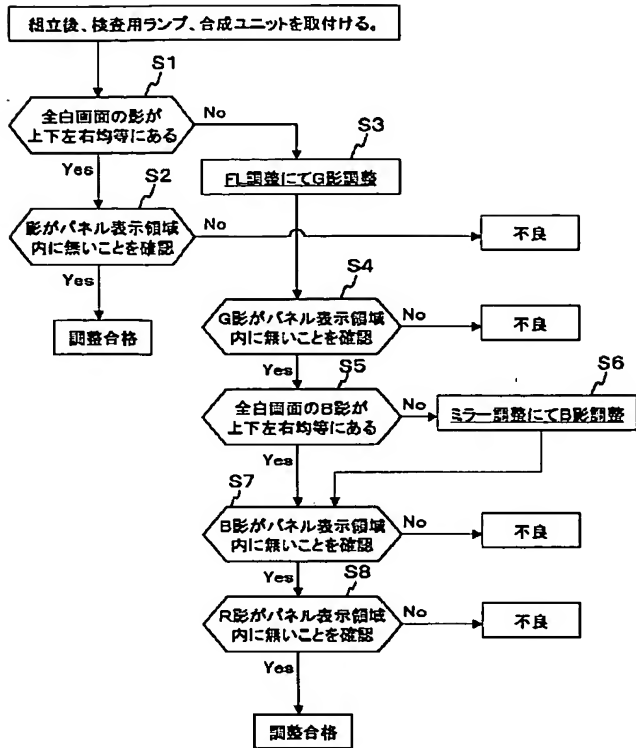 組立後、検査用ランプ、合成ユニットを取付ける。
S1
全白画面の影が
上下左右均等にある
No
Yes
S3
FL調整にてG影調整
S2
影がパネル表示領域
内に無いことを確認
No
不良
Yes
調整合格
S4
G影がパネル表示領域
内に無いことを確認
No
不良
Yes
S5
全白画面のB影が
上下左右均等にある
No
S6
ミラー調整にてB影調整
Yes
S7
B影がパネル表示領域
内に無いことを確認
No
不良
Yes
S8
R影がパネル表示領域
内に無いことを確認
No
不良
Yes
調整合格